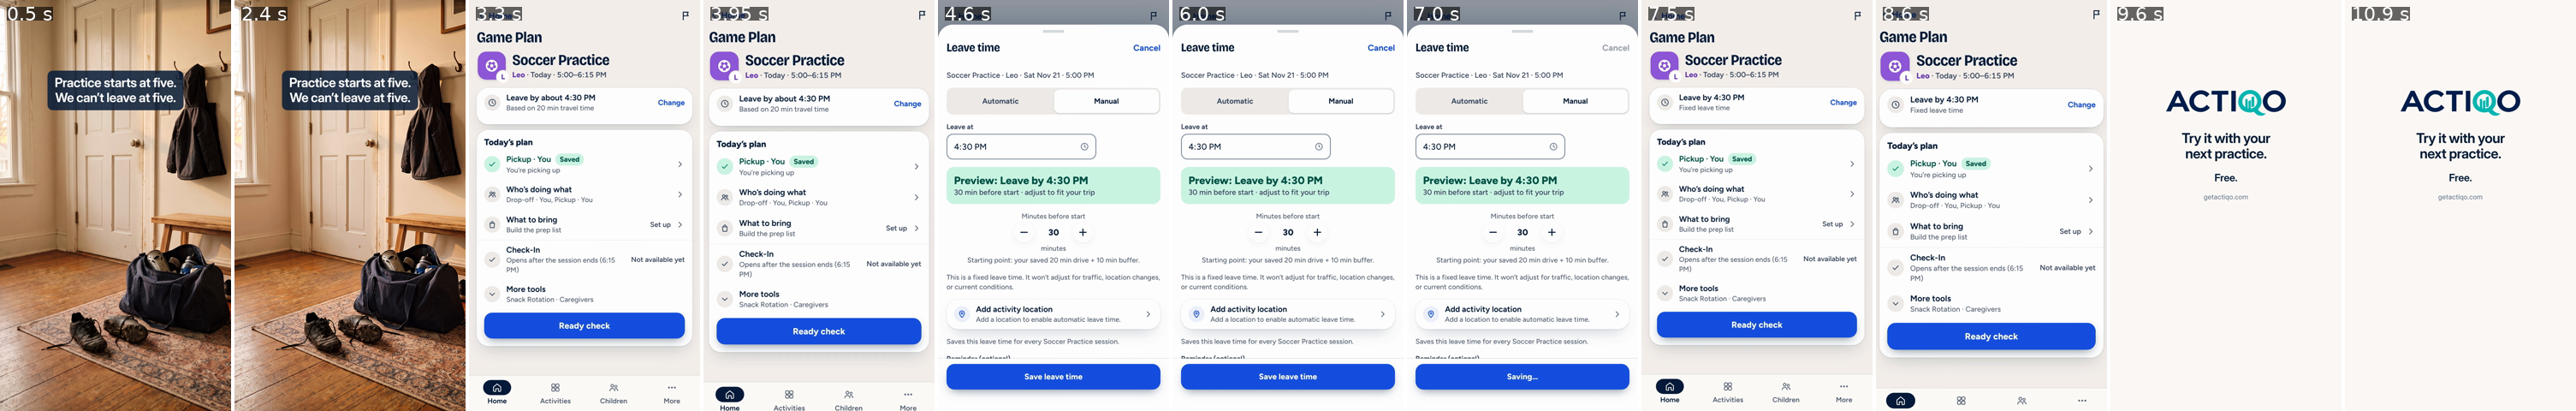 0.5 s
Practice starts at five.
We can't leave at five.
2.4 s
Practice starts at five.
We can't leave at five.
3.3 s
Game Plan
Soccer Practice
L
Leo · Today · 5:00–6:15 PM
Leave by about 4:30 PM
Based on 20 min travel time
Change
Today's plan
Pickup · You Saved
You're picking up
Who's doing what
Drop-off · You, Pickup · You
What to bring
Build the prep list
Set up
Check-In
Opens after the session ends (6:15
PM)
Not available yet
More tools
Snack Rotation · Caregivers
Ready check
Home
Activities
Children
More
3.95 s
Game Plan
Soccer Practice
L
Leo · Today · 5:00–6:15 PM
Leave by about 4:30 PM
Based on 20 min travel time
Change
Today's plan
Pickup · You Saved
You're picking up
Who's doing what
Drop-off · You, Pickup · You
What to bring
Build the prep list
Set up
Check-In
Opens after the session ends (6:15
PM)
Not available yet
More tools
Snack Rotation · Caregivers
Ready check
Home
Activities
Children
More
4.6 s
Leave time
Cancel
Soccer Practice · Leo · Sat Nov 21 · 5:00 PM
Automatic
Manual
Leave at
4:30 PM
Preview: Leave by 4:30 PM
30 min before start · adjust to fit your trip
Minutes before start
− 30 +
minutes
Starting point: your saved 20 min drive + 10 min buffer.
This is a fixed leave time. It won't adjust for traffic, location changes,
or current conditions.
Add activity location
Add a location to enable automatic leave time.
Saves this leave time for every Soccer Practice session.
Reminder (optional)
Save leave time
6.0 s
Leave time
Cancel
Soccer Practice · Leo · Sat Nov 21 · 5:00 PM
Automatic
Manual
Leave at
4:30 PM
Preview: Leave by 4:30 PM
30 min before start · adjust to fit your trip
Minutes before start
− 30 +
minutes
Starting point: your saved 20 min drive + 10 min buffer.
This is a fixed leave time. It won't adjust for traffic, location changes,
or current conditions.
Add activity location
Add a location to enable automatic leave time.
Saves this leave time for every Soccer Practice session.
Reminder (optional)
Save leave time
7.0 s
Leave time
Cancel
Soccer Practice · Leo · Sat Nov 21 · 5:00 PM
Automatic
Manual
Leave at
4:30 PM
Preview: Leave by 4:30 PM
30 min before start · adjust to fit your trip
Minutes before start
− 30 +
minutes
Starting point: your saved 20 min drive + 10 min buffer.
This is a fixed leave time. It won't adjust for traffic, location changes,
or current conditions.
Add activity location
Add a location to enable automatic leave time.
Saves this leave time for every Soccer Practice session.
Reminder (optional)
Saving...
7.5 s
Game Plan
Soccer Practice
L
Leo · Today · 5:00–6:15 PM
Leave by 4:30 PM
Fixed leave time
Change
Today's plan
Pickup · You Saved
You're picking up
Who's doing what
Drop-off · You, Pickup · You
What to bring
Build the prep list
Set up
Check-In
Opens after the session ends (6:15
PM)
Not available yet
More tools
Snack Rotation · Caregivers
Ready check
Home
Activities
Children
More
8.6 s
Game Plan
Soccer Practice
L
Leo · Today · 5:00–6:15 PM
Leave by 4:30 PM
Fixed leave time
Change
Today's plan
Pickup · You Saved
You're picking up
Who's doing what
Drop-off · You, Pickup · You
What to bring
Build the prep list
Set up
Check-In
Opens after the session ends (6:15
PM)
Not available yet
More tools
Snack Rotation · Caregivers
Ready check
9.6 s
ACTIQO
Try it with your
next practice.
Free.
getactiqo.com
10.9 s
ACTIQO
Try it with your
next practice.
Free.
getactiqo.com